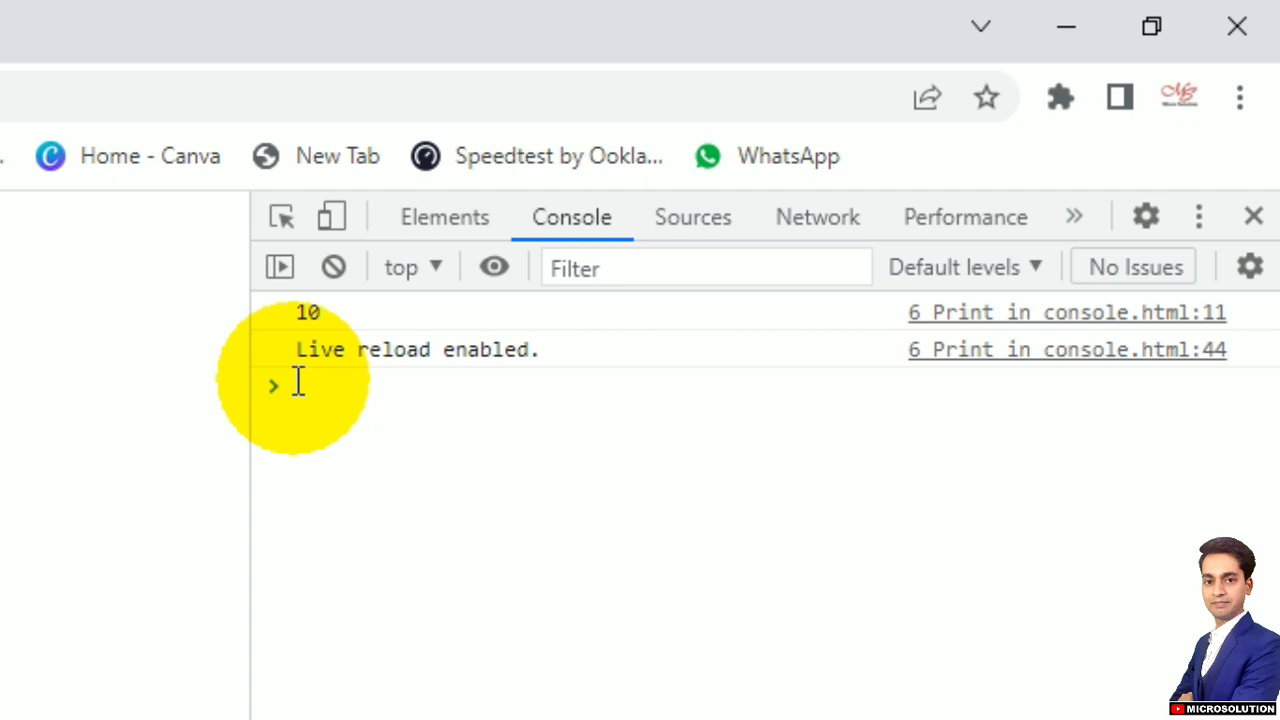 . Home - Canva New Tab Speedtest by Ookla... WhatsApp
Elements Console Sources Network Performance »
top ▼ Filter Default levels ▼ No Issues
10 6 Print in console.html:11
Live reload enabled. 6 Print in console.html:44
>
MICROSOLUTION